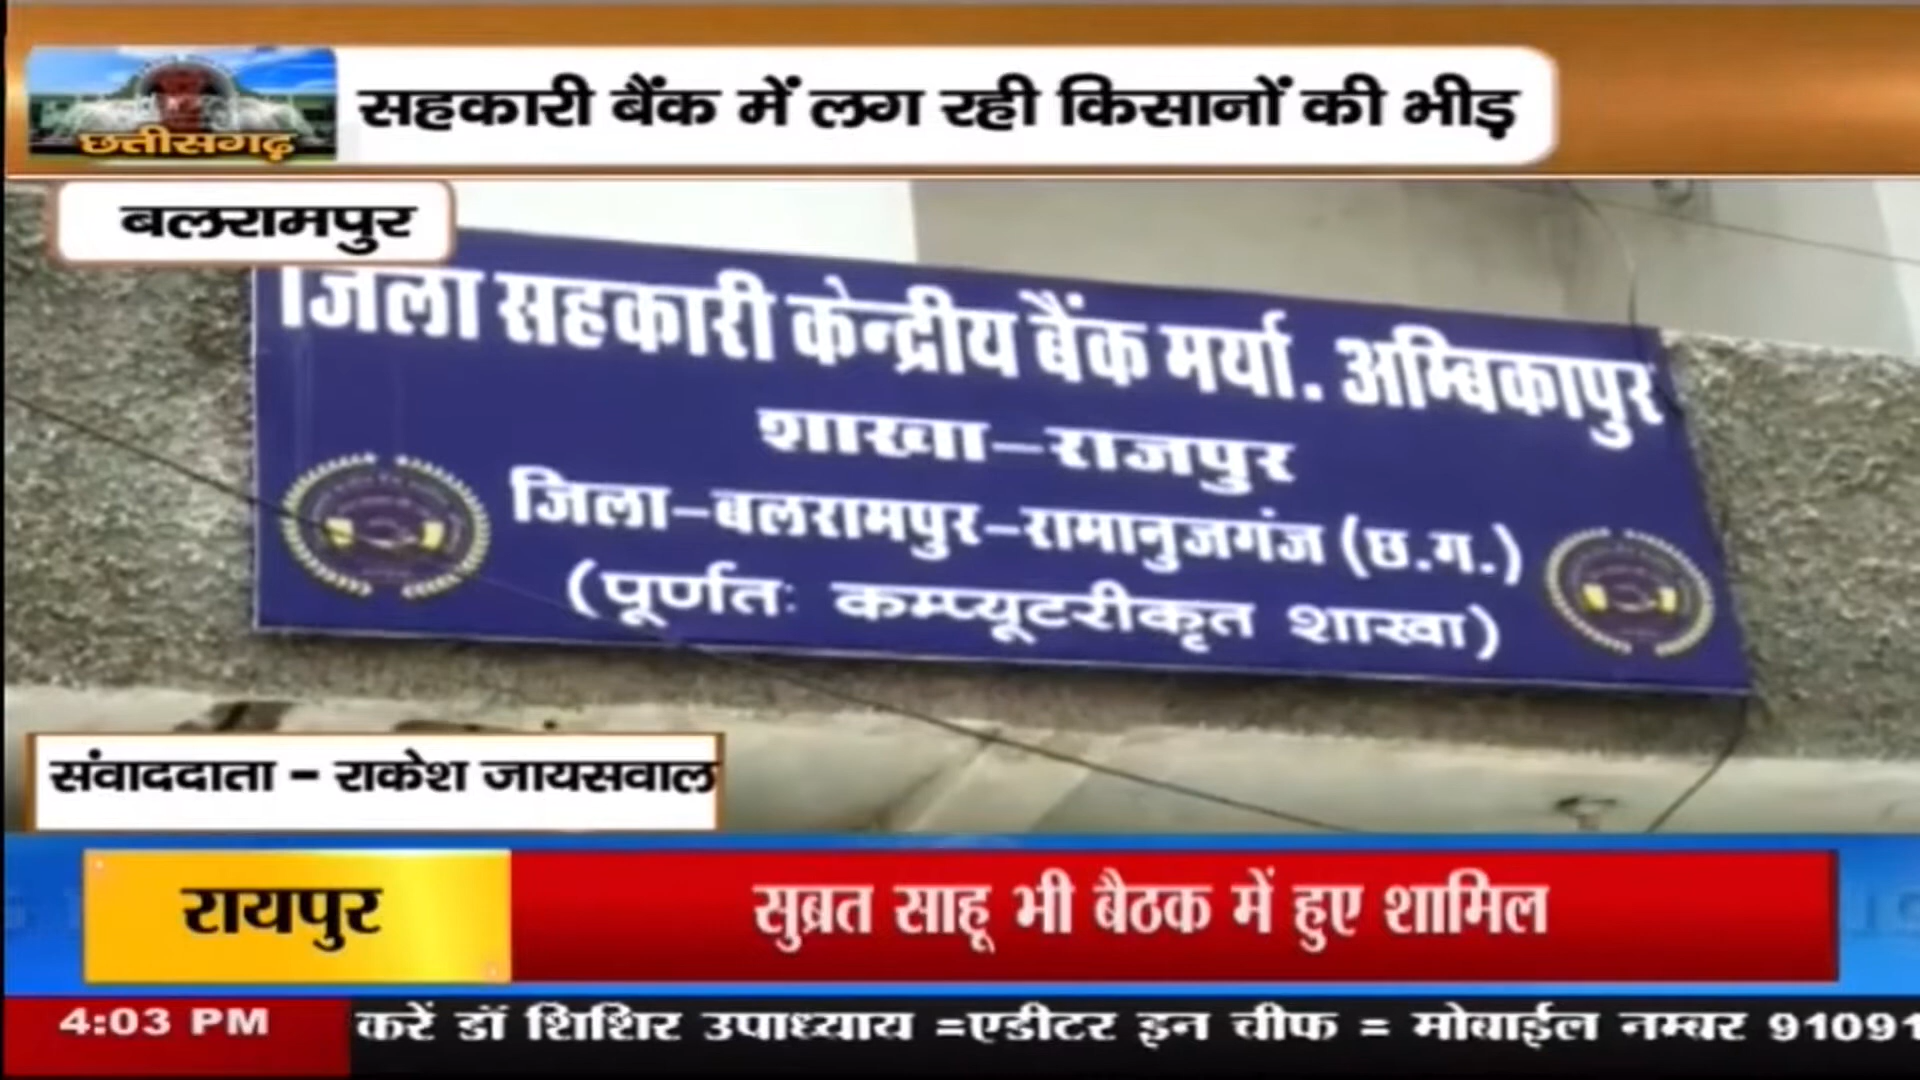 सहकारी बैंक में लग रही किसानों की भीड़
छत्तीसगढ़
बलरामपुर
जिला सहकारी केन्द्रीय बैंक मर्या. अम्बिकापुर
शाखा–राजपुर
जिला–बलरामपुर–रामानुजगंज (छ.ग.)
(पूर्णतः कम्प्यूटरीकृत शाखा)
संवाददाता - राकेश जायसवाल
रायपुर
सुब्रत साहू भी बैठक में हुए शामिल
4:03 PM
करें डॉ शिशिर उपाध्याय =एडीटर इन चीफ = मोबाईल नम्बर 91091